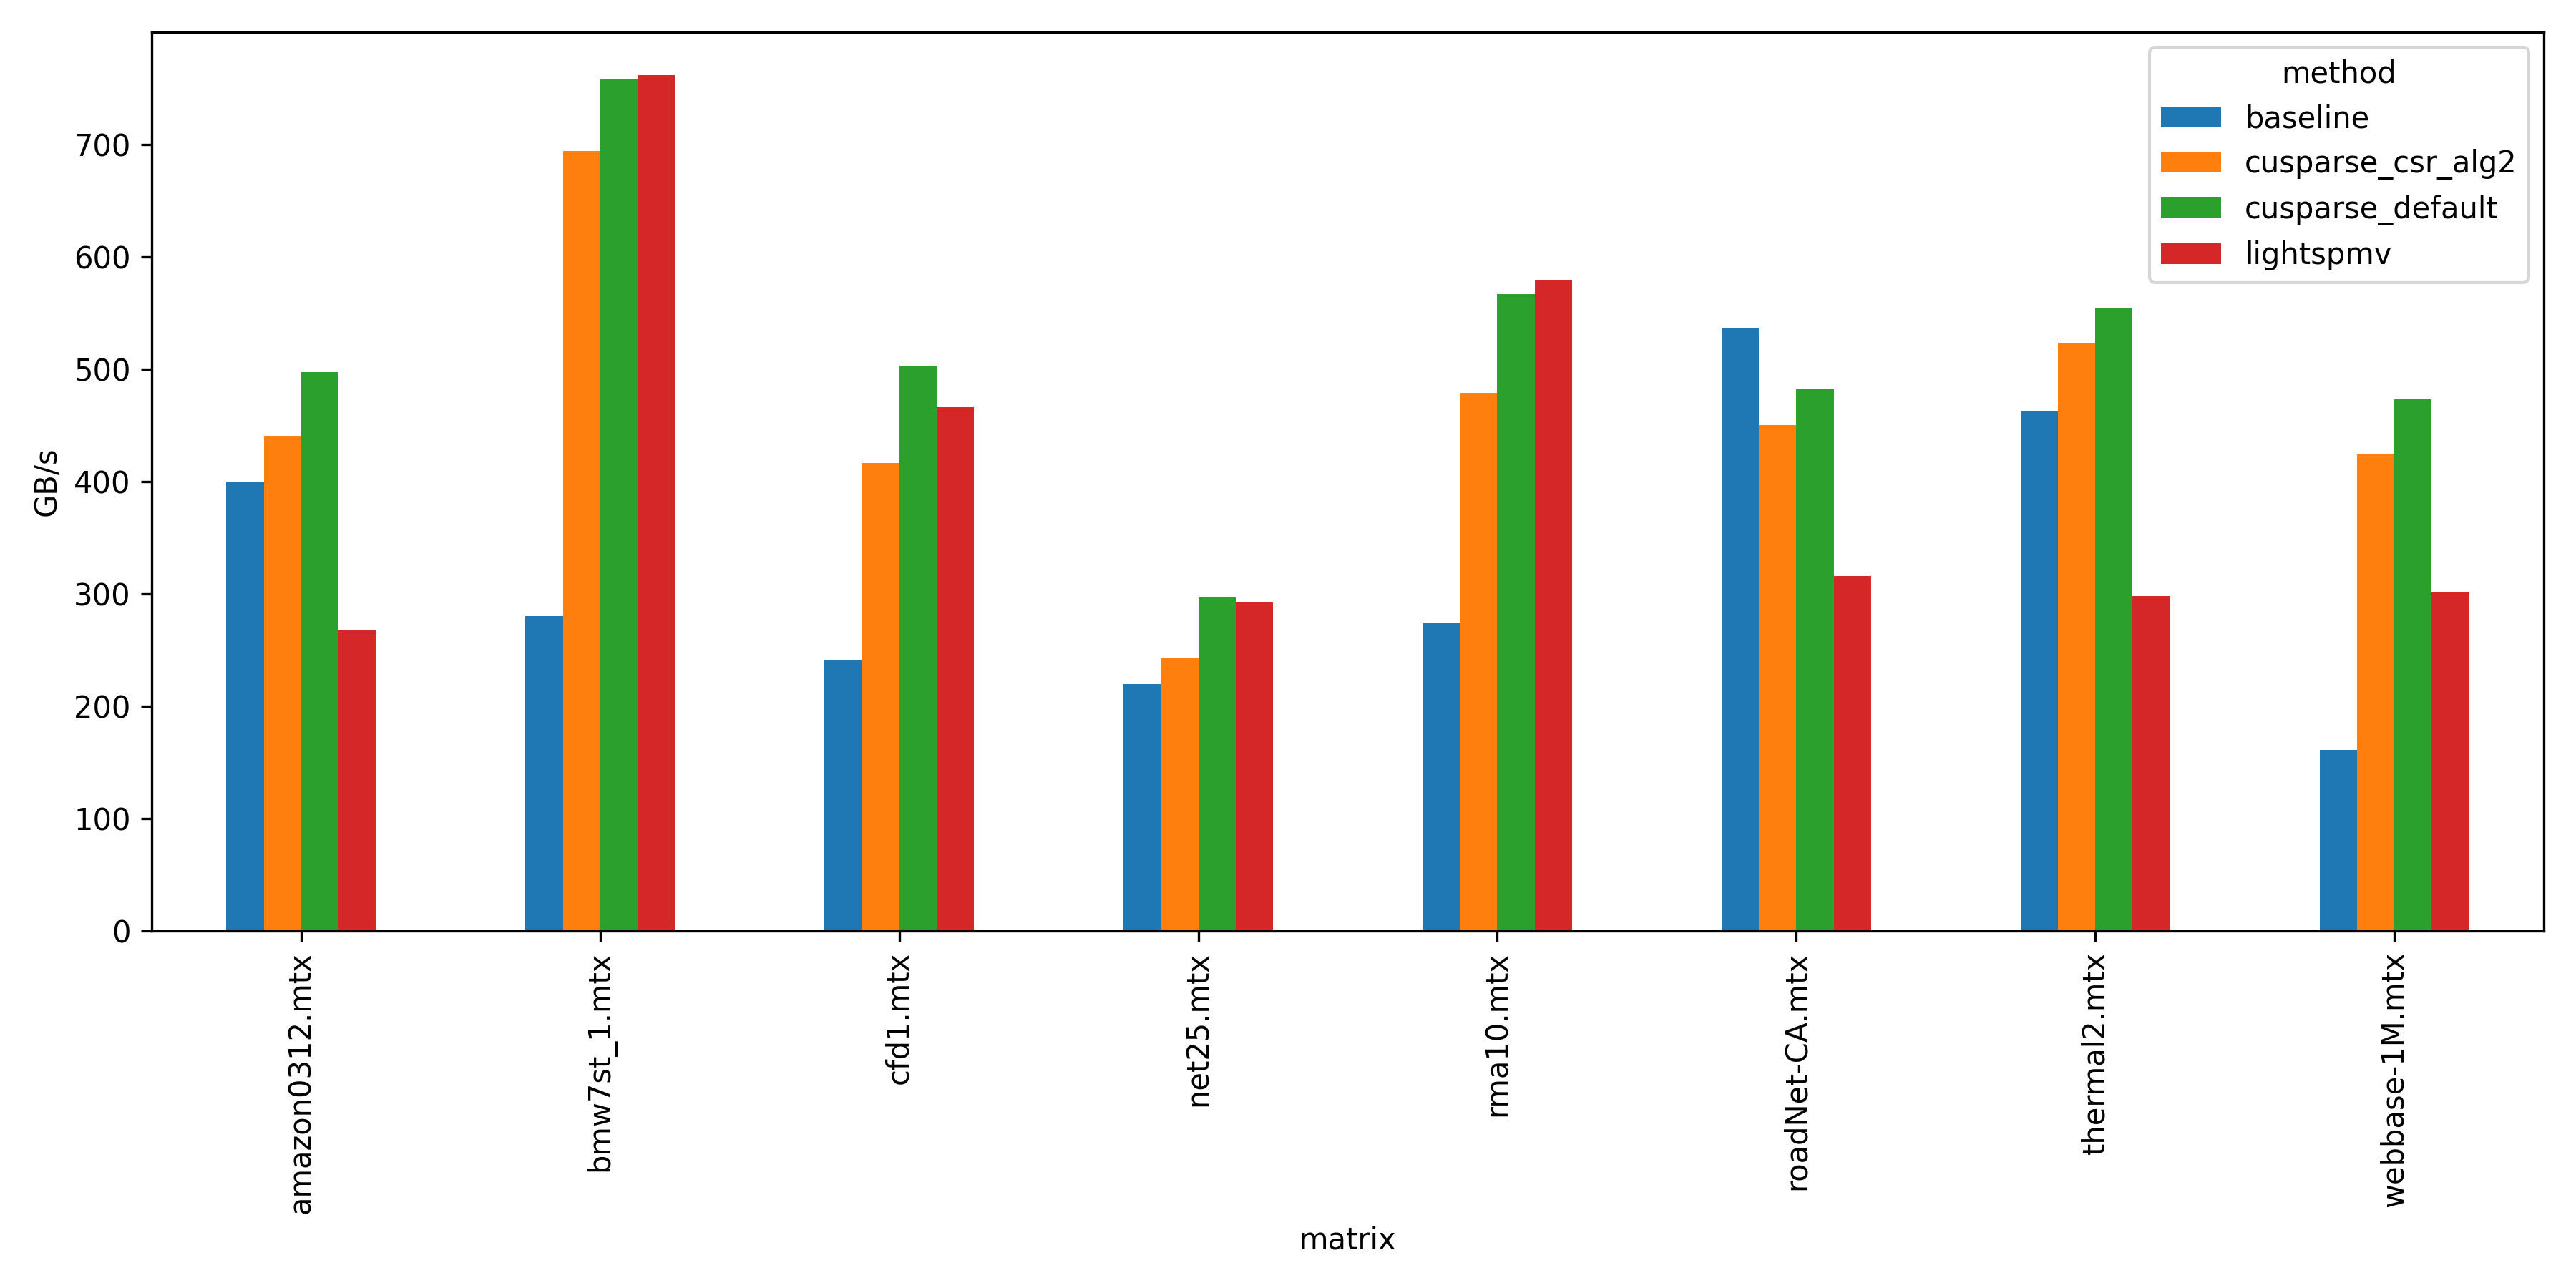 method
baseline
cusparse_csr_alg2
cusparse_default
lightspmv
GB/s
700
600
500
400
300
200
100
0
amazon0312.mtx
bmw7st_1.mtx
cfd1.mtx
net25.mtx
rma10.mtx
roadNet-CA.mtx
thermal2.mtx
webbase-1M.mtx
matrix